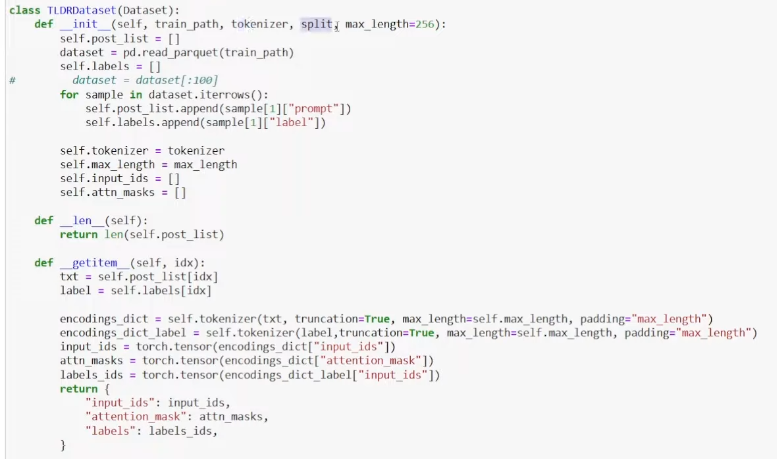 class TLDRDataset(Dataset):
    def __init__(self, train_path, tokenizer, split, max_length=256):
        self.post_list = []
        dataset = pd.read_parquet(train_path)
        self.labels = []
#         dataset = dataset[:100]
        for sample in dataset.iterrows():
            self.post_list.append(sample[1]["prompt"])
            self.labels.append(sample[1]["label"])

        self.tokenizer = tokenizer
        self.max_length = max_length
        self.input_ids = []
        self.attn_masks = []

    def __len__(self):
        return len(self.post_list)

    def __getitem__(self, idx):
        txt = self.post_list[idx]
        label = self.labels[idx]

        encodings_dict = self.tokenizer(txt, truncation=True, max_length=self.max_length, padding="max_length")
        encodings_dict_label = self.tokenizer(label,truncation=True, max_length=self.max_length, padding="max_length")
        input_ids = torch.tensor(encodings_dict["input_ids"])
        attn_masks = torch.tensor(encodings_dict["attention_mask"])
        labels_ids = torch.tensor(encodings_dict_label["input_ids"])
        return {
            "input_ids": input_ids,
            "attention_mask": attn_masks,
            "labels": labels_ids,
        }